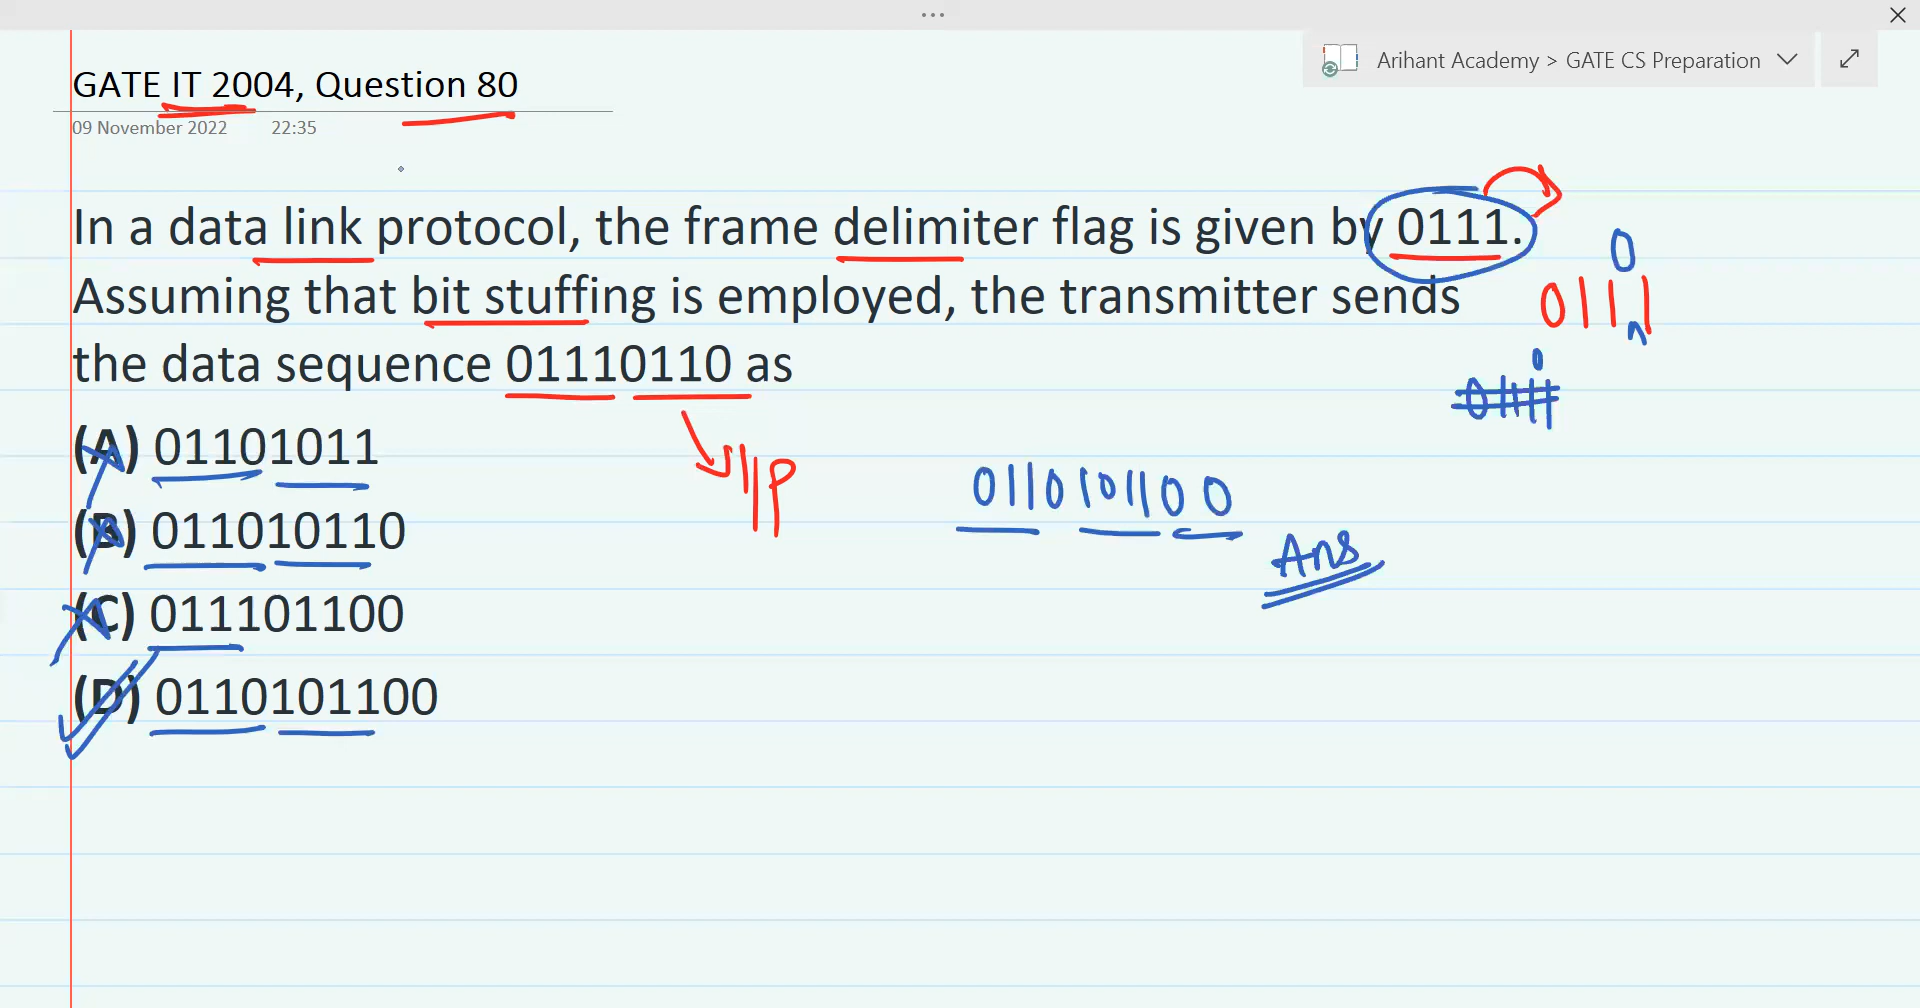 Arihant Academy > GATE CS Preparation
GATE IT 2004, Question 80
09 November 2022 22:35
In a data link protocol, the frame delimiter flag is given by 0111.
Assuming that bit stuffing is employed, the transmitter sends
the data sequence 01110110 as
(A) 01101011
(B) 011010110
(C) 011101100
(D) 0110101100
0
0111
0110101100
Ans